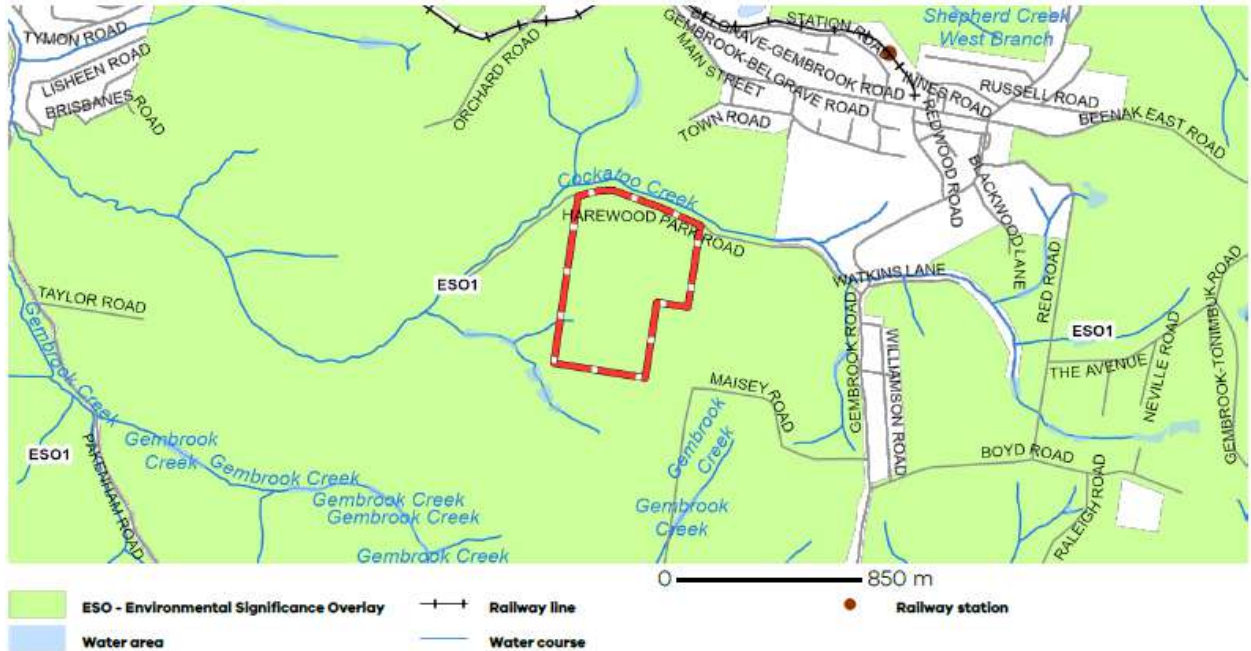 TYMON ROAD
LISHEEN ROAD
BRISBANES
ROAD
ORCHARD ROAD
STATION ROAD
BELGRAVE-GEMBROOK ROAD
GEMBROOK-BELGRAVE ROAD
MAIN STREET
TOWN ROAD
Shepherd Creek
West Branch
INNES ROAD
RUSSELL ROAD
BEENAK EAST ROAD
REDWOOD ROAD
BLACKWOOD LANE
Cockatoo Creek
HAREWOOD PARK ROAD
WATKINS LANE
RED ROAD
ESO1
ESO1
TAYLOR ROAD
Gembrook Creek
GEMBROOK ROAD
WILLIAMSON ROAD
THE AVENUE
NEVILLE ROAD
GEMBROOK-TONIMBUK ROAD
MAISEY ROAD
Gembrook
Creek
ESO1
PAKENHAM ROAD
Gembrook
Creek
Gembrook Creek
Gembrook Creek
Gembrook Creek
Gembrook Creek
Gembrook
Creek
BOYD ROAD
RALEIGH ROAD
0 850 m
ESO - Environmental Significance Overlay
Railway line
Railway station
Water area
Water course